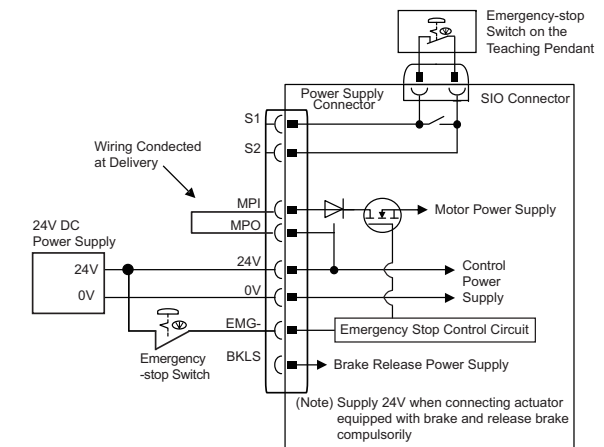 Emergency-stop
Switch on the
Teaching Pendant
Power Supply
Connector
SIO Connector
S1
S2
Wiring Condected
at Delivery
MPI
MPO
Motor Power Supply
24V DC
Power Supply
24V
0V
24V
0V
Control
Power
Supply
EMG-
Emergency Stop Control Circuit
Emergency
-stop Switch
BKLS
Brake Release Power Supply
(Note) Supply 24V when connecting actuator
equipped with brake and release brake
compulsorily